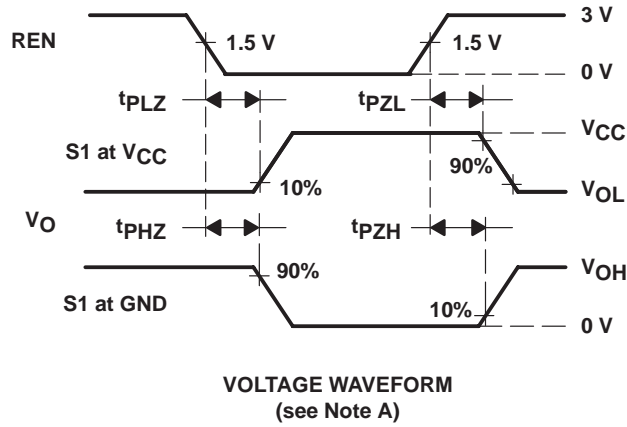 3 V
REN
1.5 V
1.5 V
0 V
tPLZ
tPZL
VCC
S1 at VCC
90%
10%
VOL
VO
tPHZ
tPZH
90%
VOH
S1 at GND
10%
0 V
VOLTAGE WAVEFORM
(see Note A)